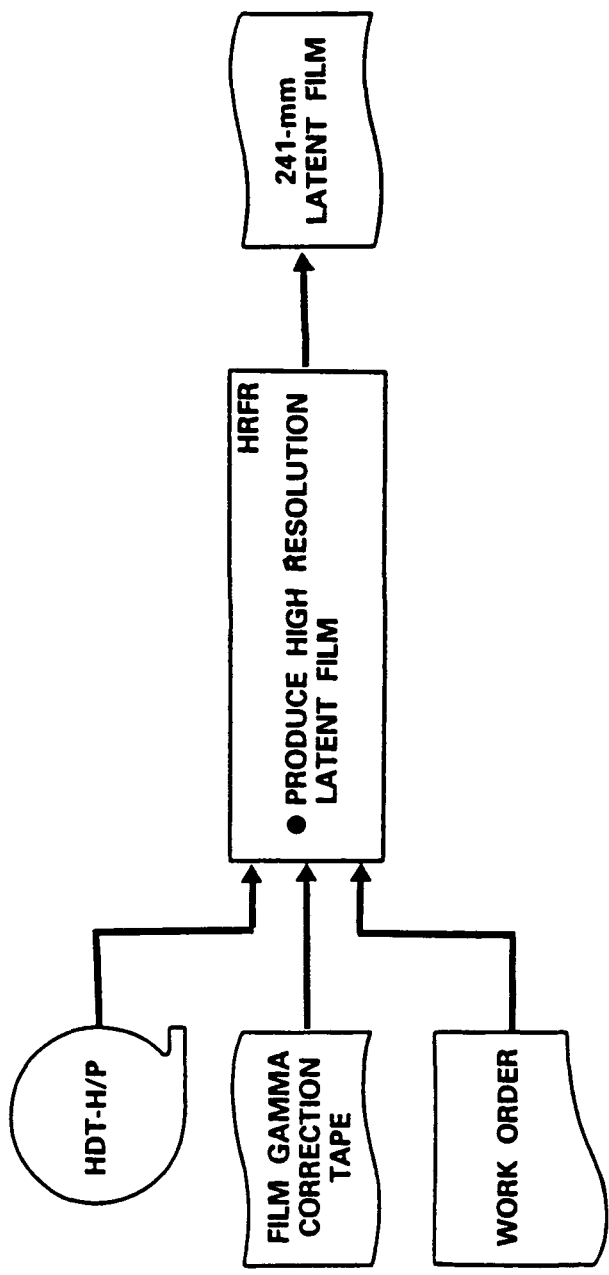 HDT-H/P
FILM GAMMA
CORRECTION
TAPE
WORK ORDER
HRFR
● PRODUCE HIGH RESOLUTION
LATENT FILM
241-mm
LATENT FILM